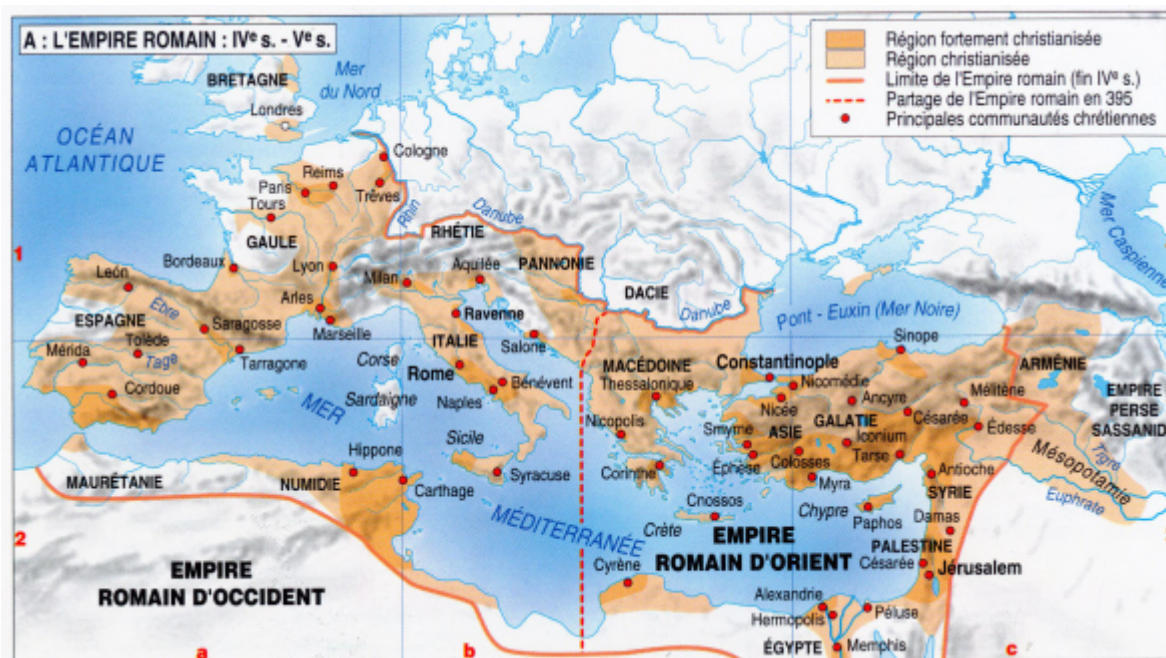 A : L'EMPIRE ROMAIN : IVe s. - Ve s.
Région fortement christianisée
Région christianisée
Limite de l'Empire romain (fin IVe s.)
Partage de l'Empire romain en 395
Principales communautés chrétiennes
BRETAGNE
Mer
du Nord
Londres
OCÉAN
ATLANTIQUE
Cologne
Reims
Paris
Trèves
Tours
Rhin
Danube
Mer Caspienne
GAULE
RHÉTIE
1
Bordeaux
Lyon
Milan
Aquilée
PANNONIE
León
DACIE
Arles
Ravenne
Danube
Pont - Euxin (Mer Noire)
ESPAGNE
Ebre
Saragosse
Marseille
Sinope
Tolède
ITALIE
Salone
Mérida
Tage
Tarragone
Corse
MACÉDOINE
Constantinople
ARMÉNIE
Rome
Bénévent
Thessalonique
Nicomédie
Mélitène
EMPIRE
PERSE
SASSANIDE
Cordoue
MER
Sardaigne
Naples
Nicée
Ancyre
Césarée
Nicopolis
GALATIE
Édesse
Smyrne
ASIE
Iconium
Tigre
Sicile
Hippone
Corinthe
Éphèse
Colosses
Tarse
Mésopotamie
MAURÉTANIE
NUMIDIE
Carthage
Syracuse
Myra
Antioche
Cnossos
Chypre
SYRIE
Euphrate
MÉDITERRANÉE
Crète
Paphos
Damas
2
EMPIRE
ROMAIN D'ORIENT
PALESTINE
EMPIRE
ROMAIN D'OCCIDENT
Cyrène
Césarée
Jérusalem
Alexandrie
Péluse
Hermopolis
ÉGYPTE
Memphis
a
b
c